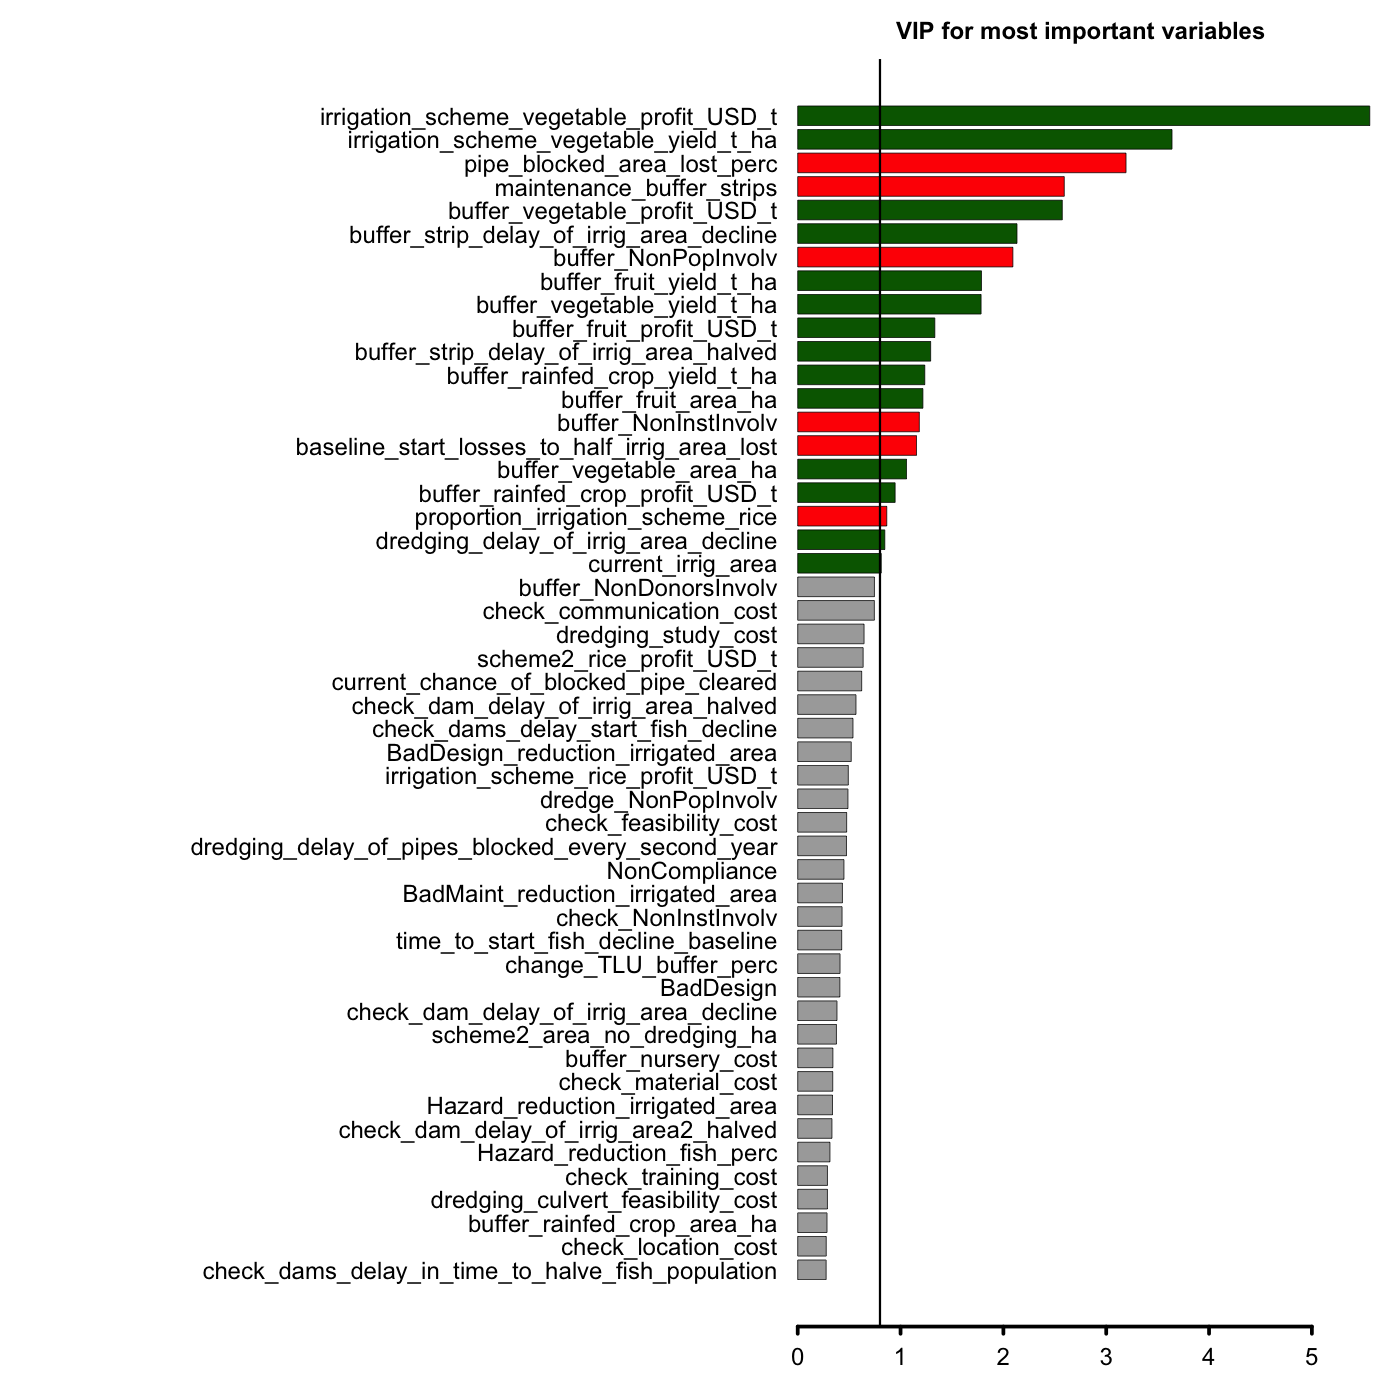 VIP for most important variables
irrigation_scheme_vegetable_profit_USD_t
irrigation_scheme_vegetable_yield_t_ha
pipe_blocked_area_lost_perc
maintenance_buffer_strips
buffer_vegetable_profit_USD_t
buffer_strip_delay_of_irrig_area_decline
buffer_NonPopInvolv
buffer_fruit_yield_t_ha
buffer_vegetable_yield_t_ha
buffer_fruit_profit_USD_t
buffer_strip_delay_of_irrig_area_halved
buffer_rainfed_crop_yield_t_ha
buffer_fruit_area_ha
buffer_NonInstInvolv
baseline_start_losses_to_half_irrig_area_lost
buffer_vegetable_area_ha
buffer_rainfed_crop_profit_USD_t
proportion_irrigation_scheme_rice
dredging_delay_of_irrig_area_decline
current_irrig_area
buffer_NonDonorsInvolv
check_communication_cost
dredging_study_cost
scheme2_rice_profit_USD_t
current_chance_of_blocked_pipe_cleared
check_dam_delay_of_irrig_area_halved
check_dams_delay_start_fish_decline
BadDesign_reduction_irrigated_area
irrigation_scheme_rice_profit_USD_t
dredge_NonPopInvolv
check_feasibility_cost
dredging_delay_of_pipes_blocked_every_second_year
NonCompliance
BadMaint_reduction_irrigated_area
check_NonInstInvolv
time_to_start_fish_decline_baseline
change_TLU_buffer_perc
BadDesign
check_dam_delay_of_irrig_area_decline
scheme2_area_no_dredging_ha
buffer_nursery_cost
check_material_cost
Hazard_reduction_irrigated_area
check_dam_delay_of_irrig_area2_halved
Hazard_reduction_fish_perc
check_training_cost
dredging_culvert_feasibility_cost
buffer_rainfed_crop_area_ha
check_location_cost
check_dams_delay_in_time_to_halve_fish_population
0 1 2 3 4 5